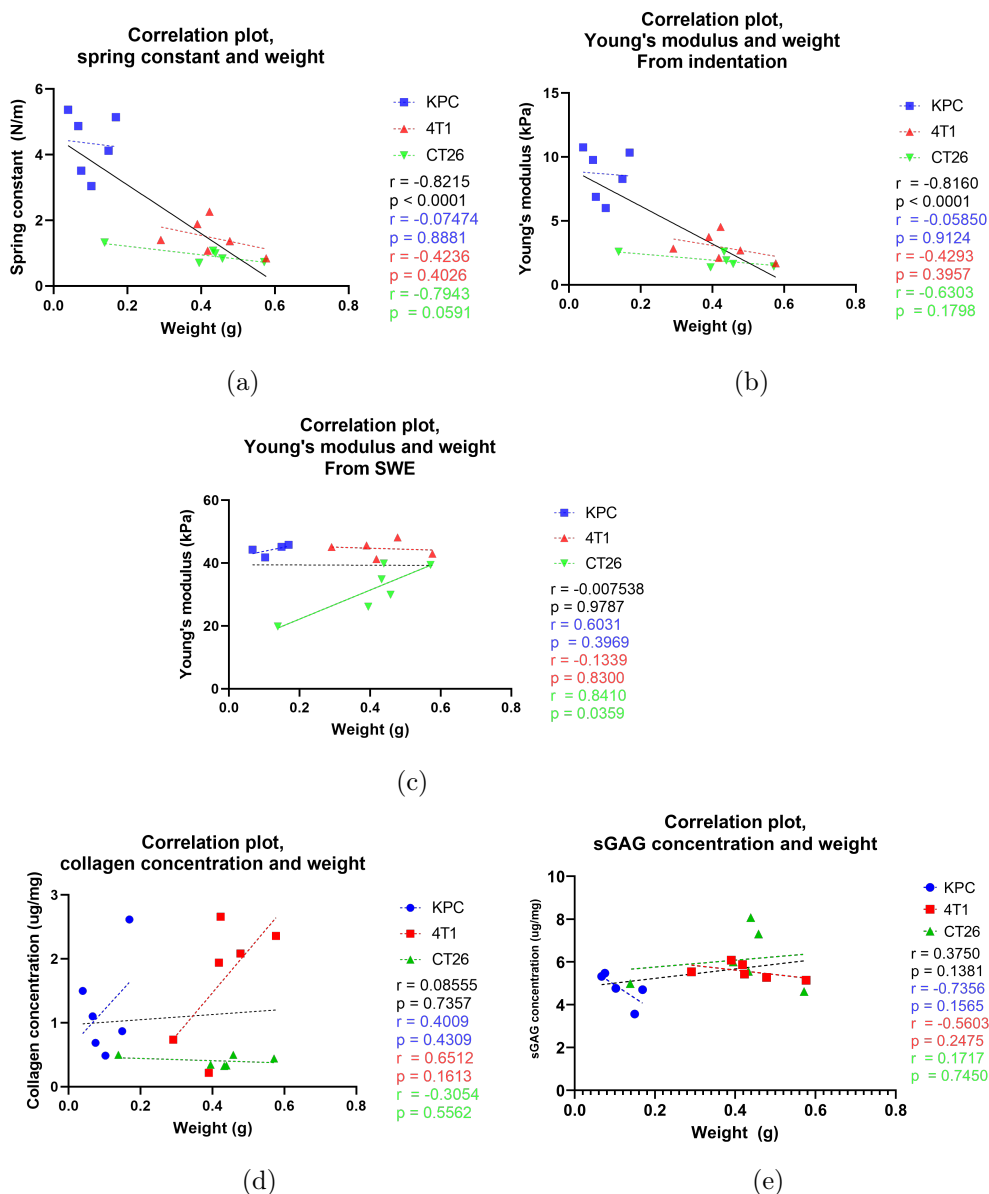 Correlation plot,
spring constant and weight
Spring constant (N/m)
6
4
2
0
0.0 0.2 0.4 0.6 0.8
Weight (g)
KPC
4T1
CT26
r = -0.8215
p < 0.0001
r = -0.07474
p = 0.8881
r = -0.4236
p = 0.4026
r = -0.7943
p = 0.0591
(a)
Correlation plot,
Young's modulus and weight
From indentation
Young's modulus (kPa)
15
10
5
0
0.0 0.2 0.4 0.6 0.8
Weight (g)
KPC
4T1
CT26
r = -0.8160
p < 0.0001
r = -0.05850
p = 0.9124
r = -0.4293
p = 0.3957
r = -0.6303
p = 0.1798
(b)
Correlation plot,
Young's modulus and weight
From SWE
Young's modulus (kPa)
60
40
20
0
0.0 0.2 0.4 0.6 0.8
Weight (g)
KPC
4T1
CT26
r = -0.007538
p = 0.9787
r = 0.6031
p = 0.3969
r = -0.1339
p = 0.8300
r = 0.8410
p = 0.0359
(c)
Correlation plot,
collagen concentration and weight
Collagen concentration (ug/mg)
3
2
1
0
0.0 0.2 0.4 0.6 0.8
Weight (g)
KPC
4T1
CT26
r = 0.08555
p = 0.7357
r = 0.4009
p = 0.4309
r = 0.6512
p = 0.1613
r = -0.3054
p = 0.5562
(d)
Correlation plot,
sGAG concentration and weight
sGAG concentration (ug/mg)
10
8
6
4
2
0
0.0 0.2 0.4 0.6 0.8
Weight (g)
KPC
4T1
CT26
r = 0.3750
p = 0.1381
r = -0.7356
p = 0.1565
r = -0.5603
p = 0.2475
r = 0.1717
p = 0.7450
(e)